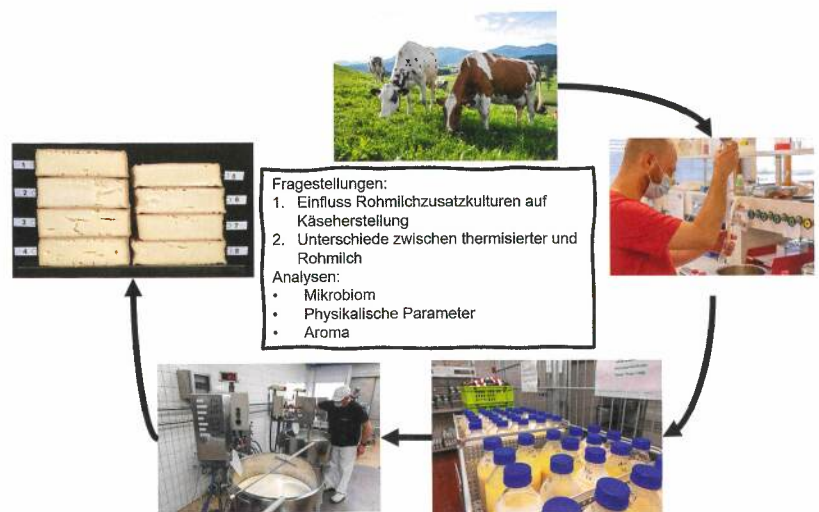 Fragestellungen:
1. Einfluss Rohmilchzusatzkulturen auf
Käseherstellung
2. Unterschiede zwischen thermisierter und
Rohmilch
Analysen:
• Mikrobiom
• Physikalische Parameter
• Aroma
1
2
3
4
5
6
7
8